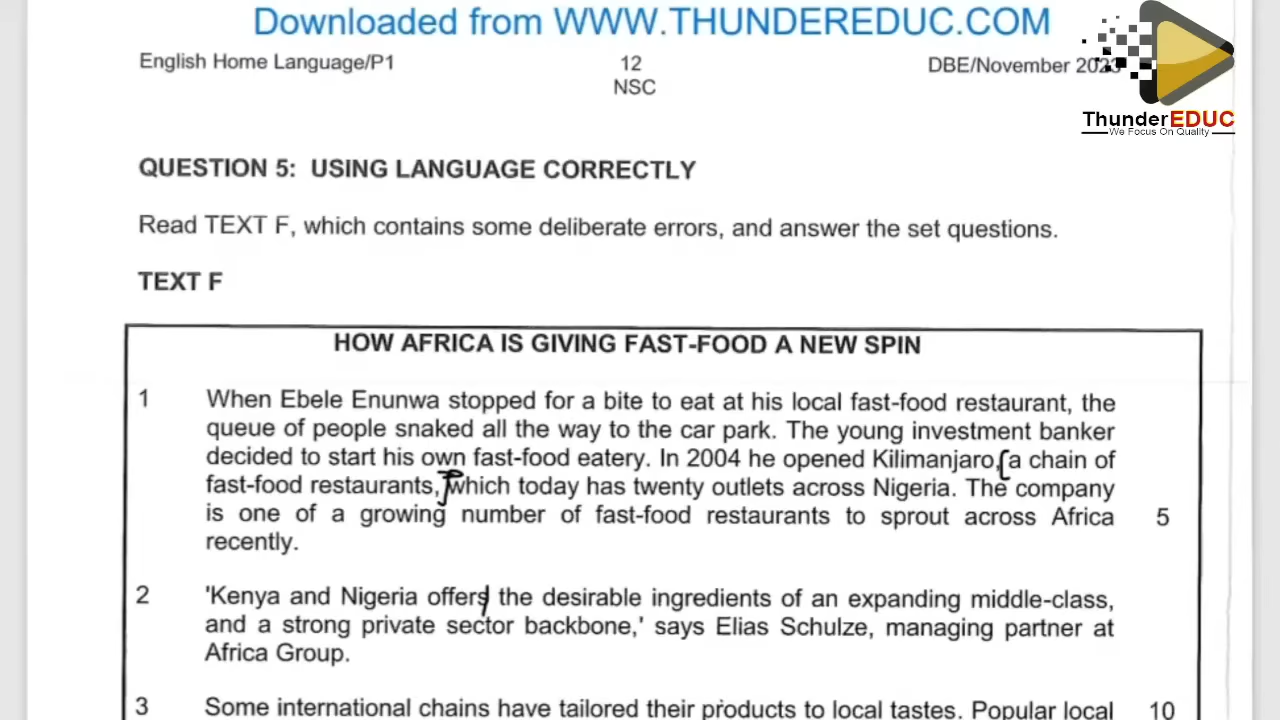 Downloaded from WWW.THUNDEREDUC.COM
English Home Language/P1 12 DBE/November 2023
NSC
ThunderEDUC
We Focus On Quality
QUESTION 5: USING LANGUAGE CORRECTLY
Read TEXT F, which contains some deliberate errors, and answer the set questions.
TEXT F
HOW AFRICA IS GIVING FAST-FOOD A NEW SPIN
1 When Ebele Enunwa stopped for a bite to eat at his local fast-food restaurant, the
queue of people snaked all the way to the car park. The young investment banker
decided to start his own fast-food eatery. In 2004 he opened Kilimanjaro, a chain of
fast-food restaurants, which today has twenty outlets across Nigeria. The company
is one of a growing number of fast-food restaurants to sprout across Africa 5
recently.
2 'Kenya and Nigeria offers the desirable ingredients of an expanding middle-class,
and a strong private sector backbone,' says Elias Schulze, managing partner at
Africa Group.
3 Some international chains have tailored their products to local tastes. Popular local 10